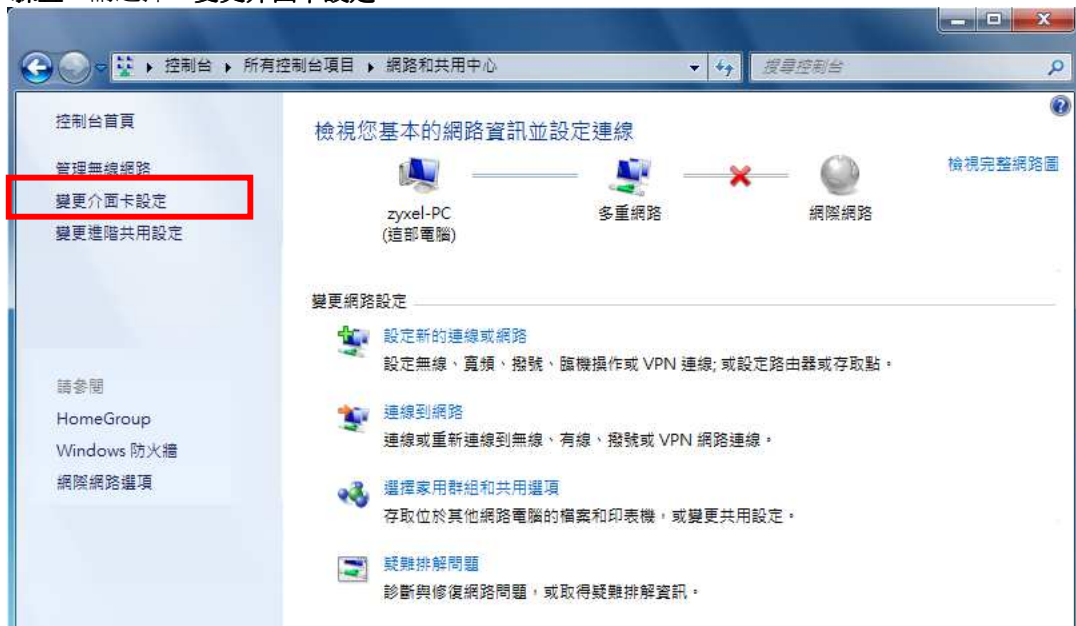 控制台 ▸ 所有控制台項目 ▸ 網路和共用中心
搜尋控制台
控制台首頁
管理無線網路
變更介面卡設定
變更進階共用設定
請參閱
HomeGroup
Windows 防火牆
網際網路選項
檢視您基本的網路資訊並設定連線
檢視完整網路圖
zyxel-PC
(這部電腦)
多重網路
網際網路
變更網路設定
設定新的連線或網路
設定無線、寬頻、撥號、臨機操作或 VPN 連線; 或設定路由器或存取點。
連線到網路
連線或重新連線到無線、有線、撥號或 VPN 網路連線。
選擇家用群組和共用選項
存取位於其他網路電腦的檔案和印表機，或變更共用設定。
疑難排解問題
診斷與修復網路問題，或取得疑難排解資訊。